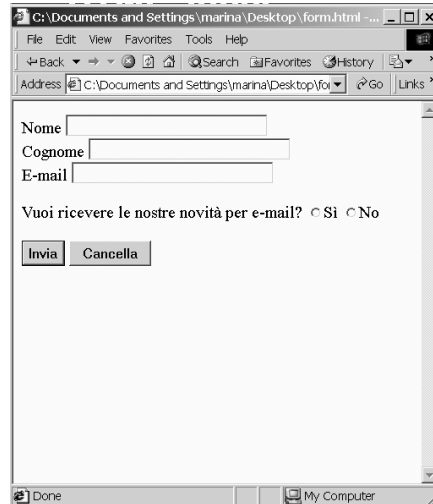 C:\Documents and Settings\marina\Desktop\form.html -...
File Edit View Favorites Tools Help
Back Search Favorites History
Address C:\Documents and Settings\marina\Desktop\fo Go Links
Nome
Cognome
E-mail
Vuoi ricevere le nostre novità per e-mail? Sì No
Invia Cancella
Done My Computer